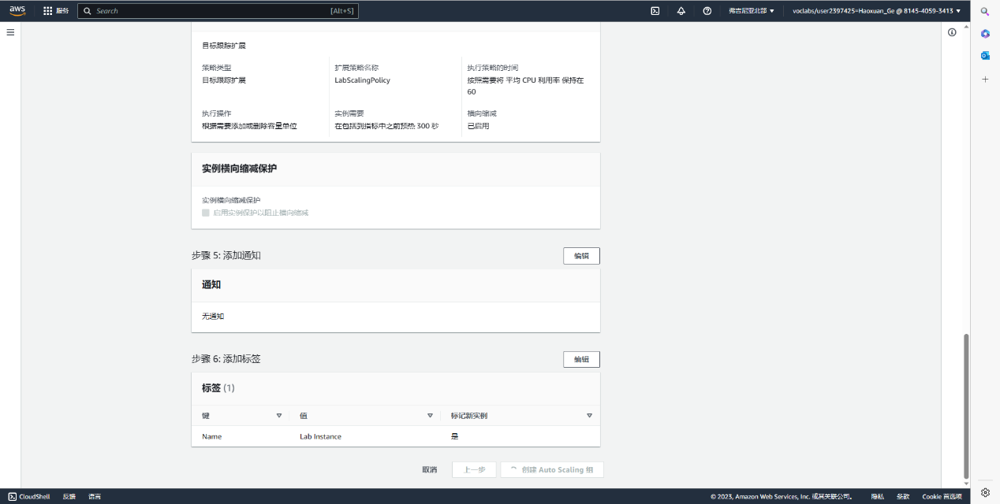 aws
服务
Search
[Alt+S]
弗吉尼亚北部
voclabs/user2397425=Haoxuan_Ge @ 8145-4059-3413
目标跟踪扩展
策略类型
目标跟踪扩展
扩展策略名称
LabScalingPolicy
执行策略的时间
按照需要将 平均 CPU 利用率 保持在
60
执行操作
根据需要添加或删除容量单位
实例需要
在包括到指标中之前预热 300 秒
横向缩减
已启用
实例横向缩减保护
实例横向缩减保护
启用实例保护以阻止横向缩减
步骤 5: 添加通知
编辑
通知
无通知
步骤 6: 添加标签
编辑
标签 (1)
键
值
标记新实例
Name
Lab Instance
是
取消
上一步
创建 Auto Scaling 组
CloudShell
反馈
语言
© 2023, Amazon Web Services, Inc. 或其关联公司。
隐私
条款
Cookie 首选项